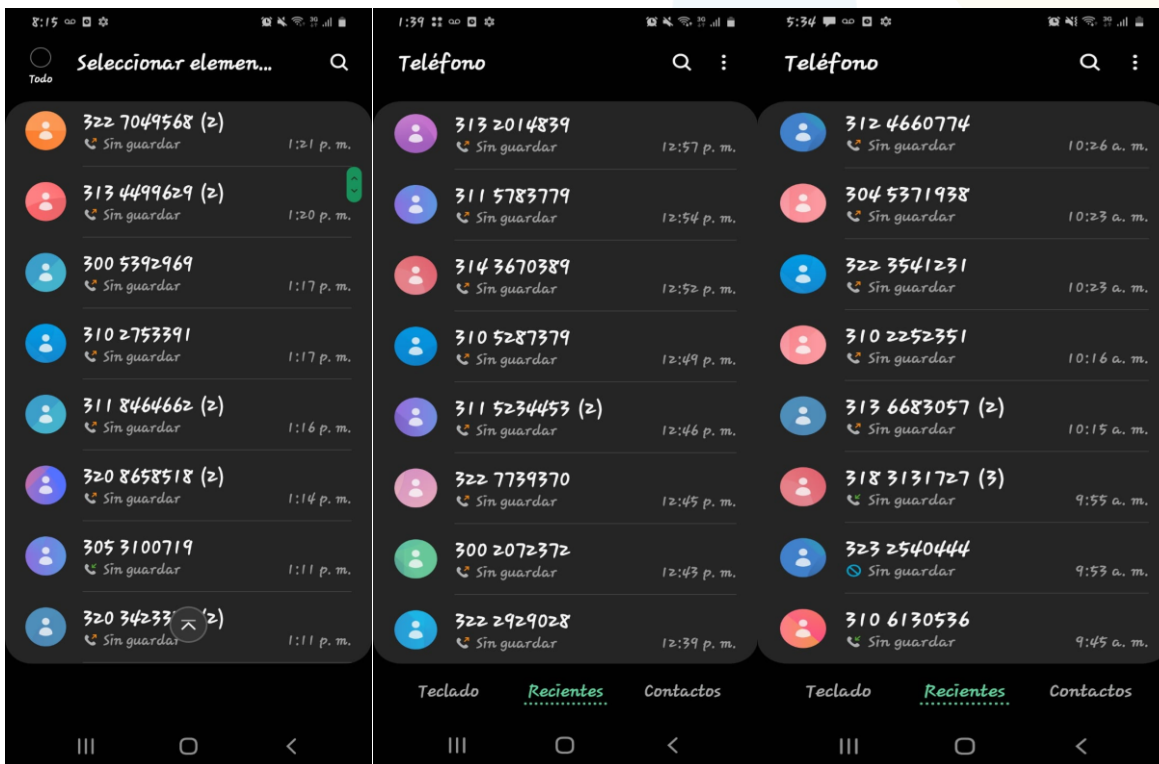 8:15
Todo
Seleccionar elemen...
322 7049568 (2)
Sin guardar
1:21 p. m.
313 4499629 (2)
Sin guardar
1:20 p. m.
300 5392969
Sin guardar
1:17 p. m.
310 2753391
Sin guardar
1:17 p. m.
311 8464662 (2)
Sin guardar
1:16 p. m.
320 8658518 (2)
Sin guardar
1:14 p. m.
305 3100719
Sin guardar
1:11 p. m.
320 34233 2)
Sin guardar
1:11 p. m.
1:39
3G
Teléfono
313 2014839
Sin guardar
12:57 p. m.
311 5783779
Sin guardar
12:54 p. m.
314 3670389
Sin guardar
12:52 p. m.
310 5287379
Sin guardar
12:49 p. m.
311 5234453 (2)
Sin guardar
12:46 p. m.
322 7739370
Sin guardar
12:45 p. m.
300 2072372
Sin guardar
12:43 p. m.
322 2929028
Sin guardar
12:39 p. m.
Teclado Recientes Contactos
5:34
3G
Teléfono
312 4660774
Sin guardar
10:26 a. m.
304 5371938
Sin guardar
10:23 a. m.
322 3541231
Sin guardar
10:23 a. m.
310 2252351
Sin guardar
10:16 a. m.
313 6683057 (2)
Sin guardar
10:15 a. m.
318 3131727 (3)
Sin guardar
9:55 a. m.
323 2540444
Sin guardar
9:53 a. m.
310 6130536
Sin guardar
9:45 a. m.
Teclado Recientes Contactos